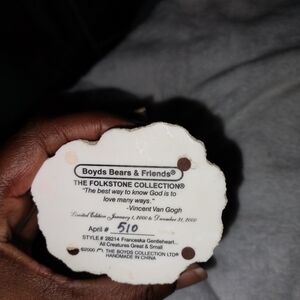 Boyds Bears & Friends®
THE FOLKSTONE COLLECTION®
"The best way to know God is to
love many ways."
-Vincent Van Gogh
Limited Edition January 1, 2000 to December 31, 2000
April # 510
STYLE # 28214 Franceska Gentleheart...
All Creatures Great & Small
©2000 THE BOYDS COLLECTION LTD®
HANDMADE IN CHINA